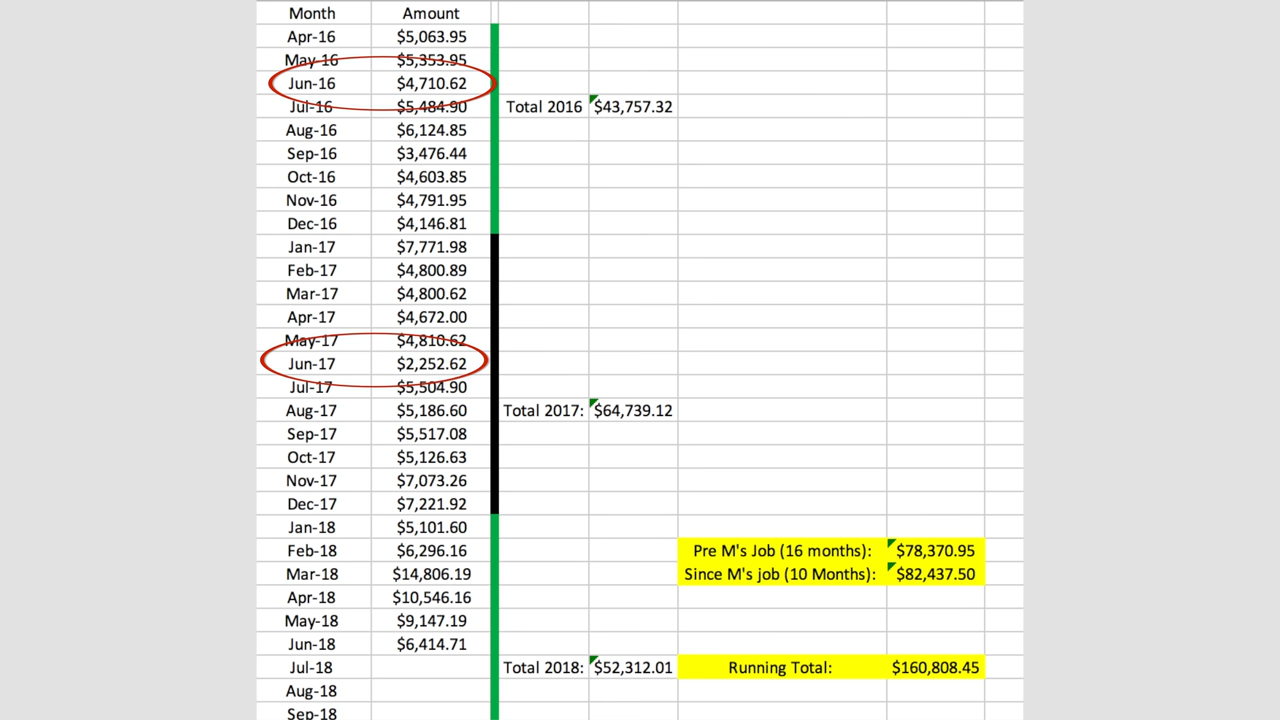 Month Amount
Apr-16 $5,063.95
May-16 $5,353.95
Jun-16 $4,710.62
Jul-16 $5,484.90 Total 2016 $43,757.32
Aug-16 $6,124.85
Sep-16 $3,476.44
Oct-16 $4,603.85
Nov-16 $4,791.95
Dec-16 $4,146.81
Jan-17 $7,771.98
Feb-17 $4,800.89
Mar-17 $4,800.62
Apr-17 $4,672.00
May-17 $4,810.62
Jun-17 $2,252.62
Jul-17 $5,504.90
Aug-17 $5,186.60 Total 2017: $64,739.12
Sep-17 $5,517.08
Oct-17 $5,126.63
Nov-17 $7,073.26
Dec-17 $7,221.92
Jan-18 $5,101.60
Feb-18 $6,296.16 Pre M's Job (16 months): $78,370.95
Mar-18 $14,806.19 Since M's job (10 Months): $82,437.50
Apr-18 $10,546.16
May-18 $9,147.19
Jun-18 $6,414.71
Jul-18 Total 2018: $52,312.01 Running Total: $160,808.45
Aug-18
Sep-18